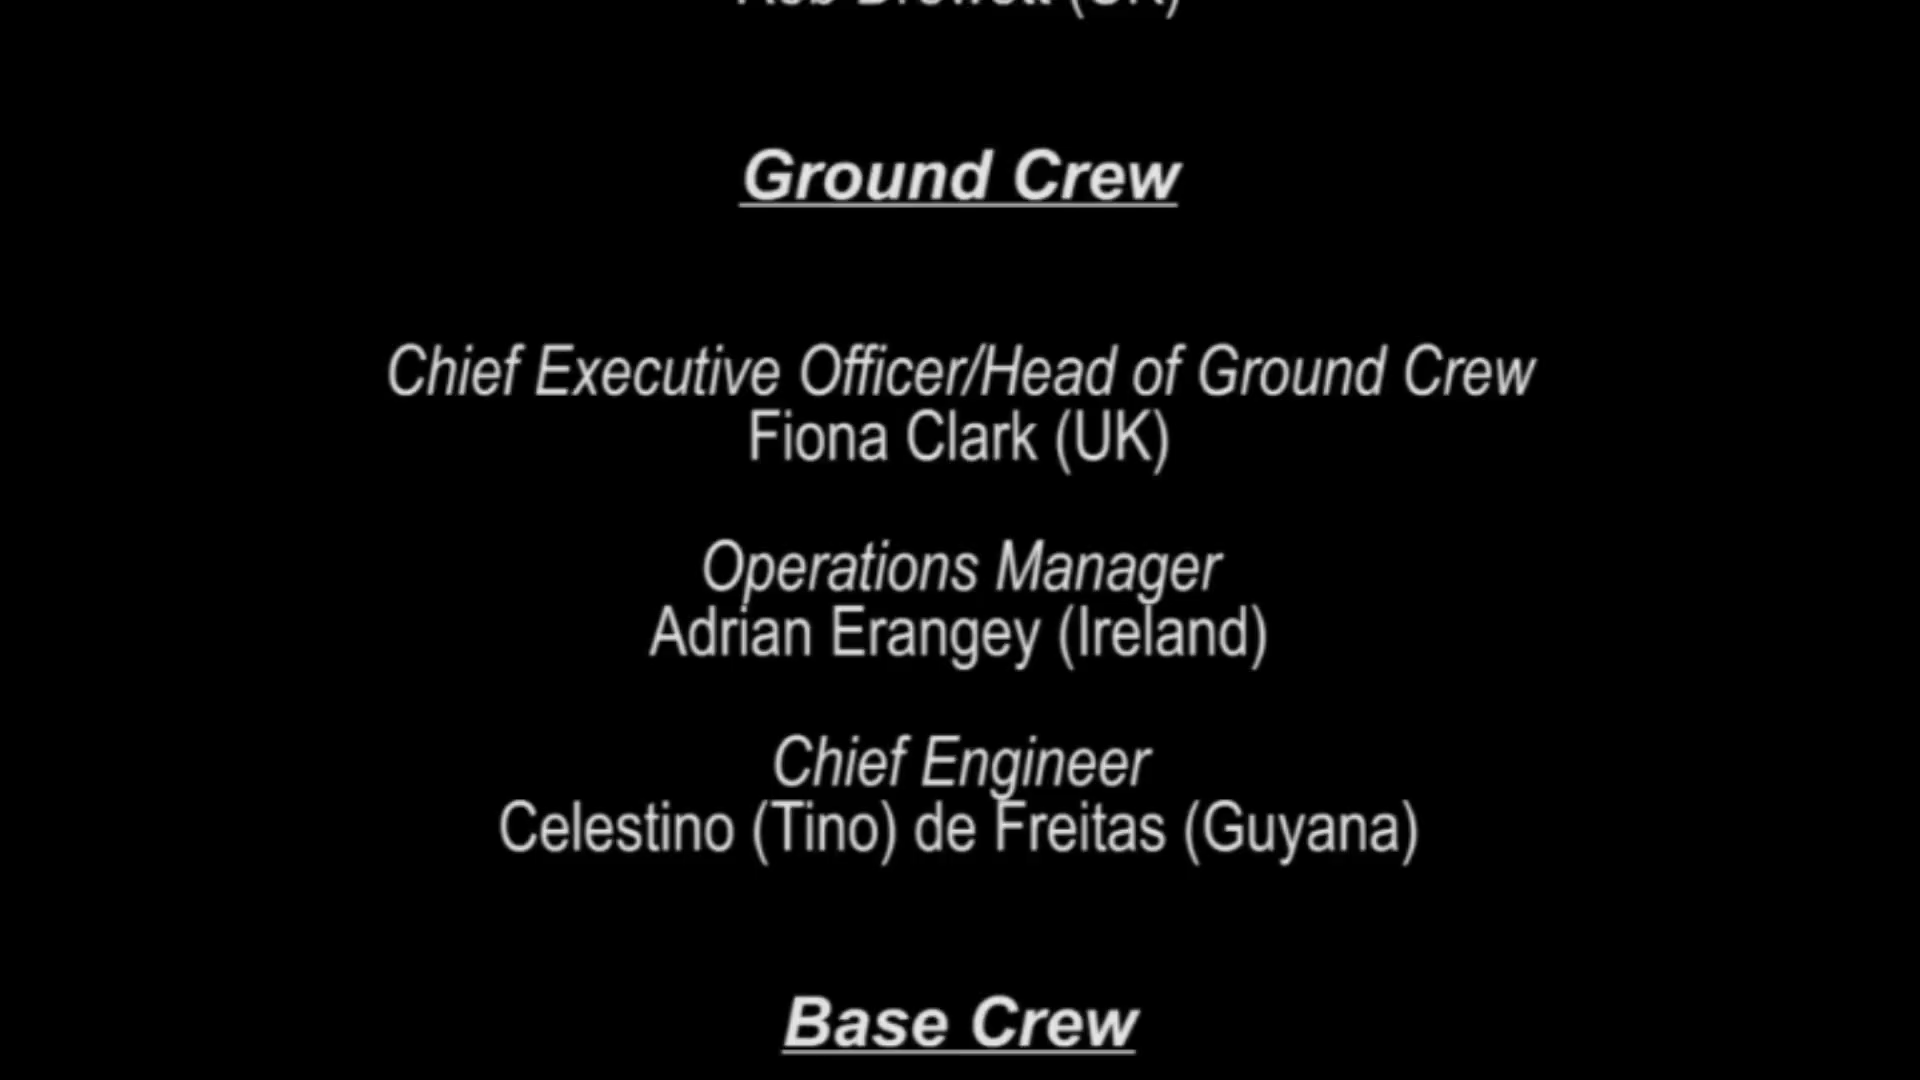 Ground Crew
Chief Executive Officer/Head of Ground Crew
Fiona Clark (UK)
Operations Manager
Adrian Erangey (Ireland)
Chief Engineer
Celestino (Tino) de Freitas (Guyana)
Base Crew